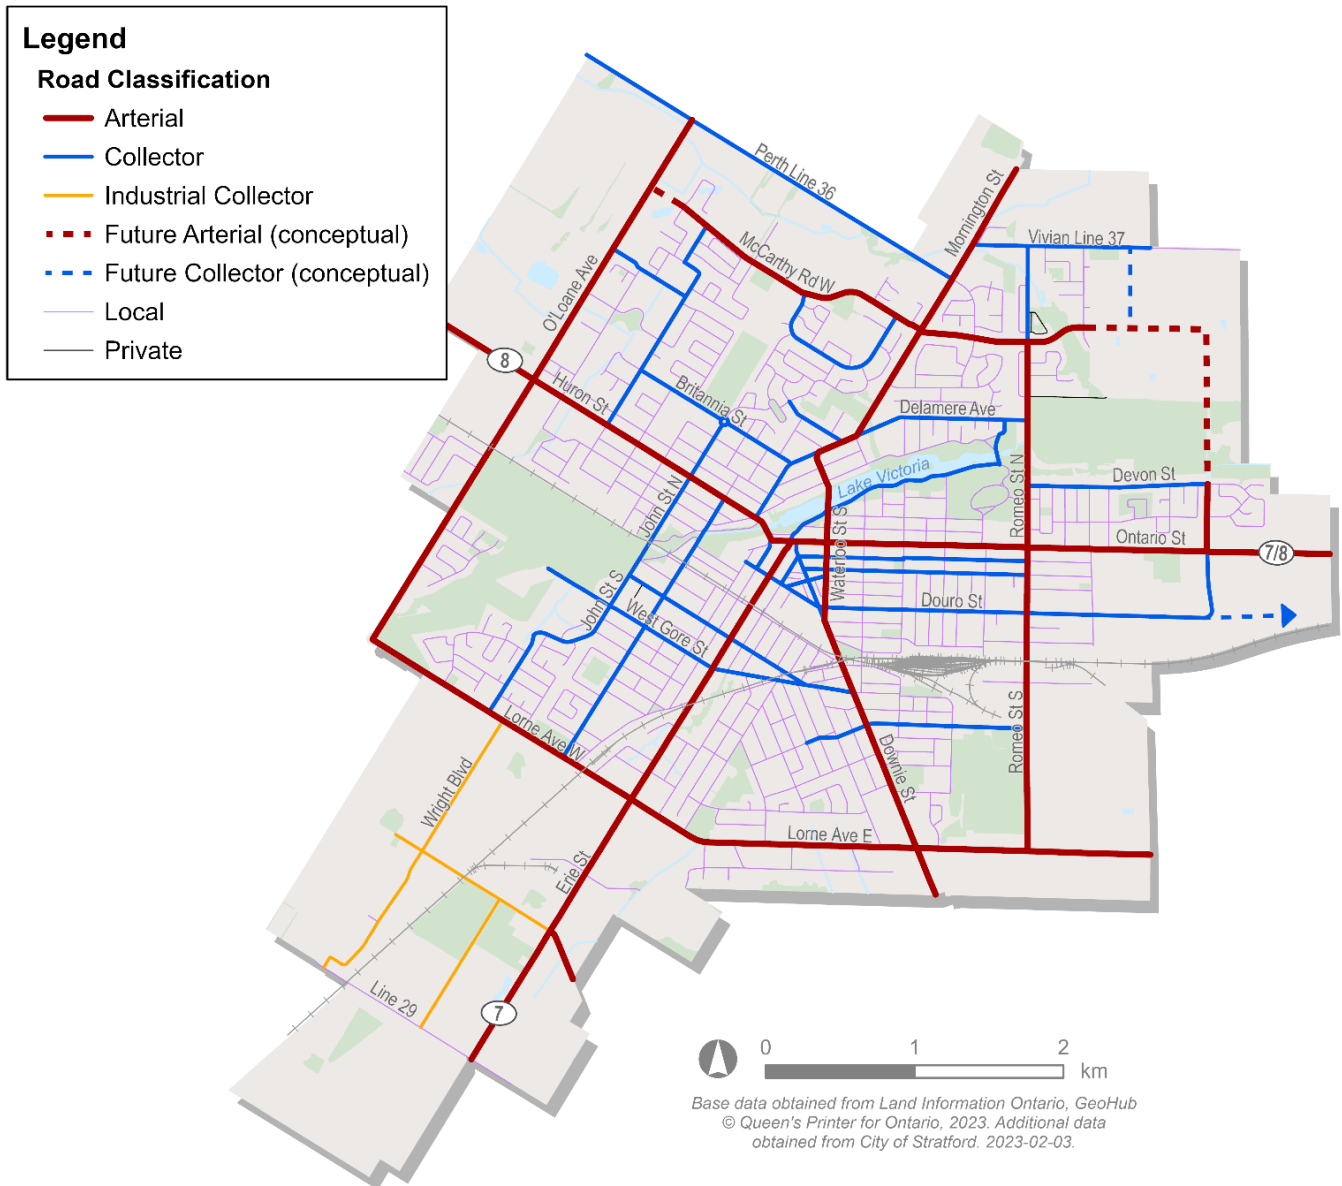 Legend
Road Classification
Arterial
Collector
Industrial Collector
Future Arterial (conceptual)
Future Collector (conceptual)
Local
Private
Perth Line 36
Mornington St
Vivian Line 37
McCarthy Rd W
O'Loane Ave
8
Huron St
Britannia St
Delamere Ave
Lake Victoria
John St N
Romeo St N
Devon St
Waterloo St S
Ontario St
7/8
John St S
West Gore St
Douro St
Lorne Ave W
Romeo St S
Downie St
Wright Blvd
Lorne Ave E
Erie St
Line 29
7
0 1 2
km
Base data obtained from Land Information Ontario, GeoHub
© Queen's Printer for Ontario, 2023. Additional data
obtained from City of Stratford. 2023-02-03.